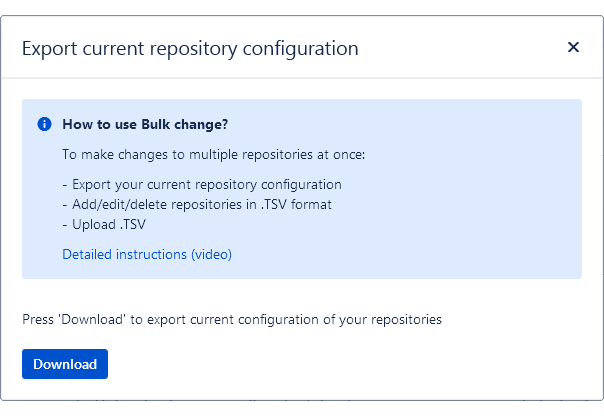 Export current repository configuration
How to use Bulk change?
To make changes to multiple repositories at once:
- Export your current repository configuration
- Add/edit/delete repositories in .TSV format
- Upload .TSV
Detailed instructions (video)
Press 'Download' to export current configuration of your repositories
Download